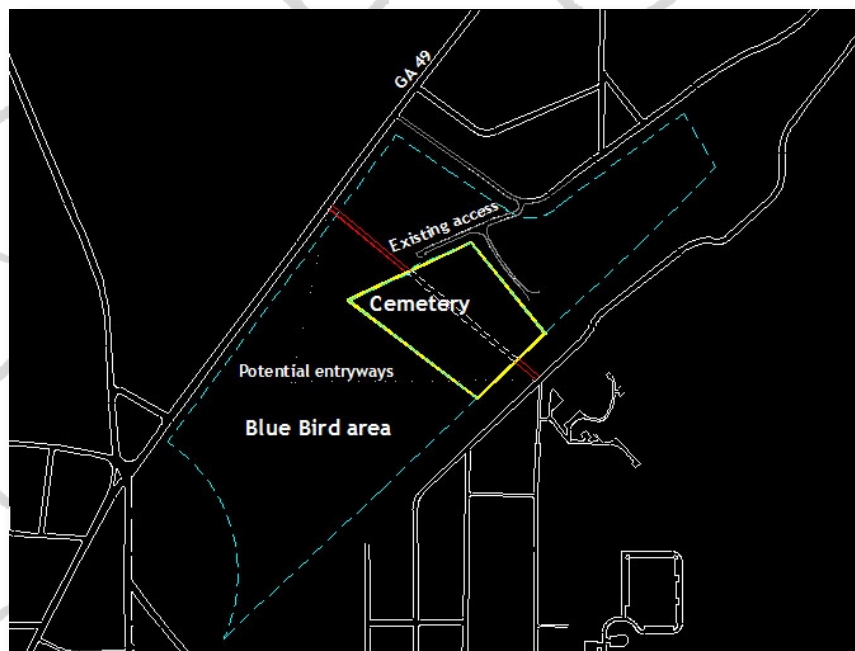 GA 49
Existing access
Cemetery
Potential entryways
Blue Bird area